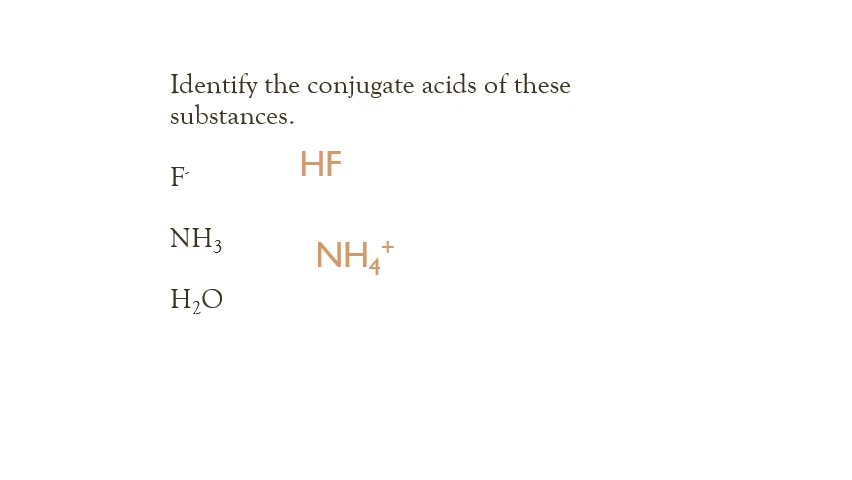 Identify the conjugate acids of these
substances.
F⁻ HF
NH₃ NH₄⁺
H₂O